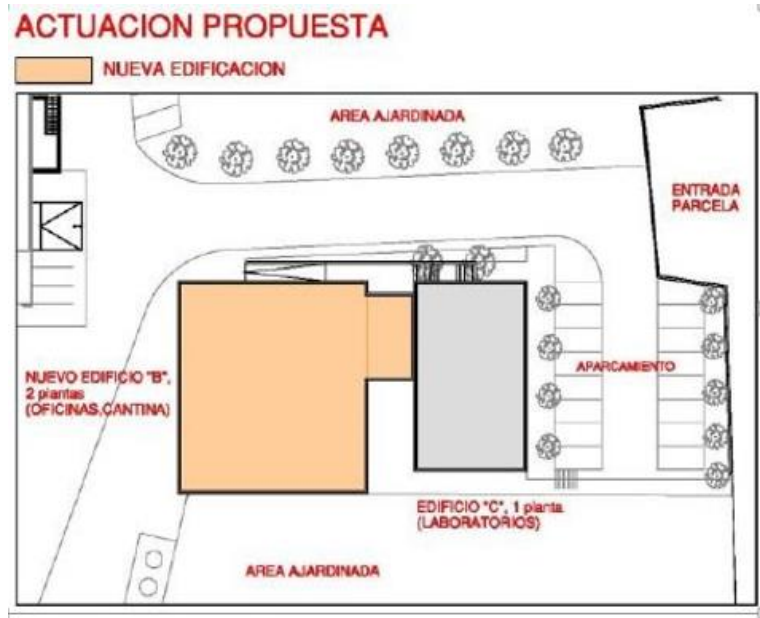 ACTUACION PROPUESTA
NUEVA EDIFICACION
AREA AJARDINADA
ENTRADA
PARCELA
NUEVO EDIFICIO "B",
2 plantas
(OFICINAS,CANTINA)
APARCAMIENTO
EDIFICIO "C", 1 planta
(LABORATORIOS)
AREA AJARDINADA